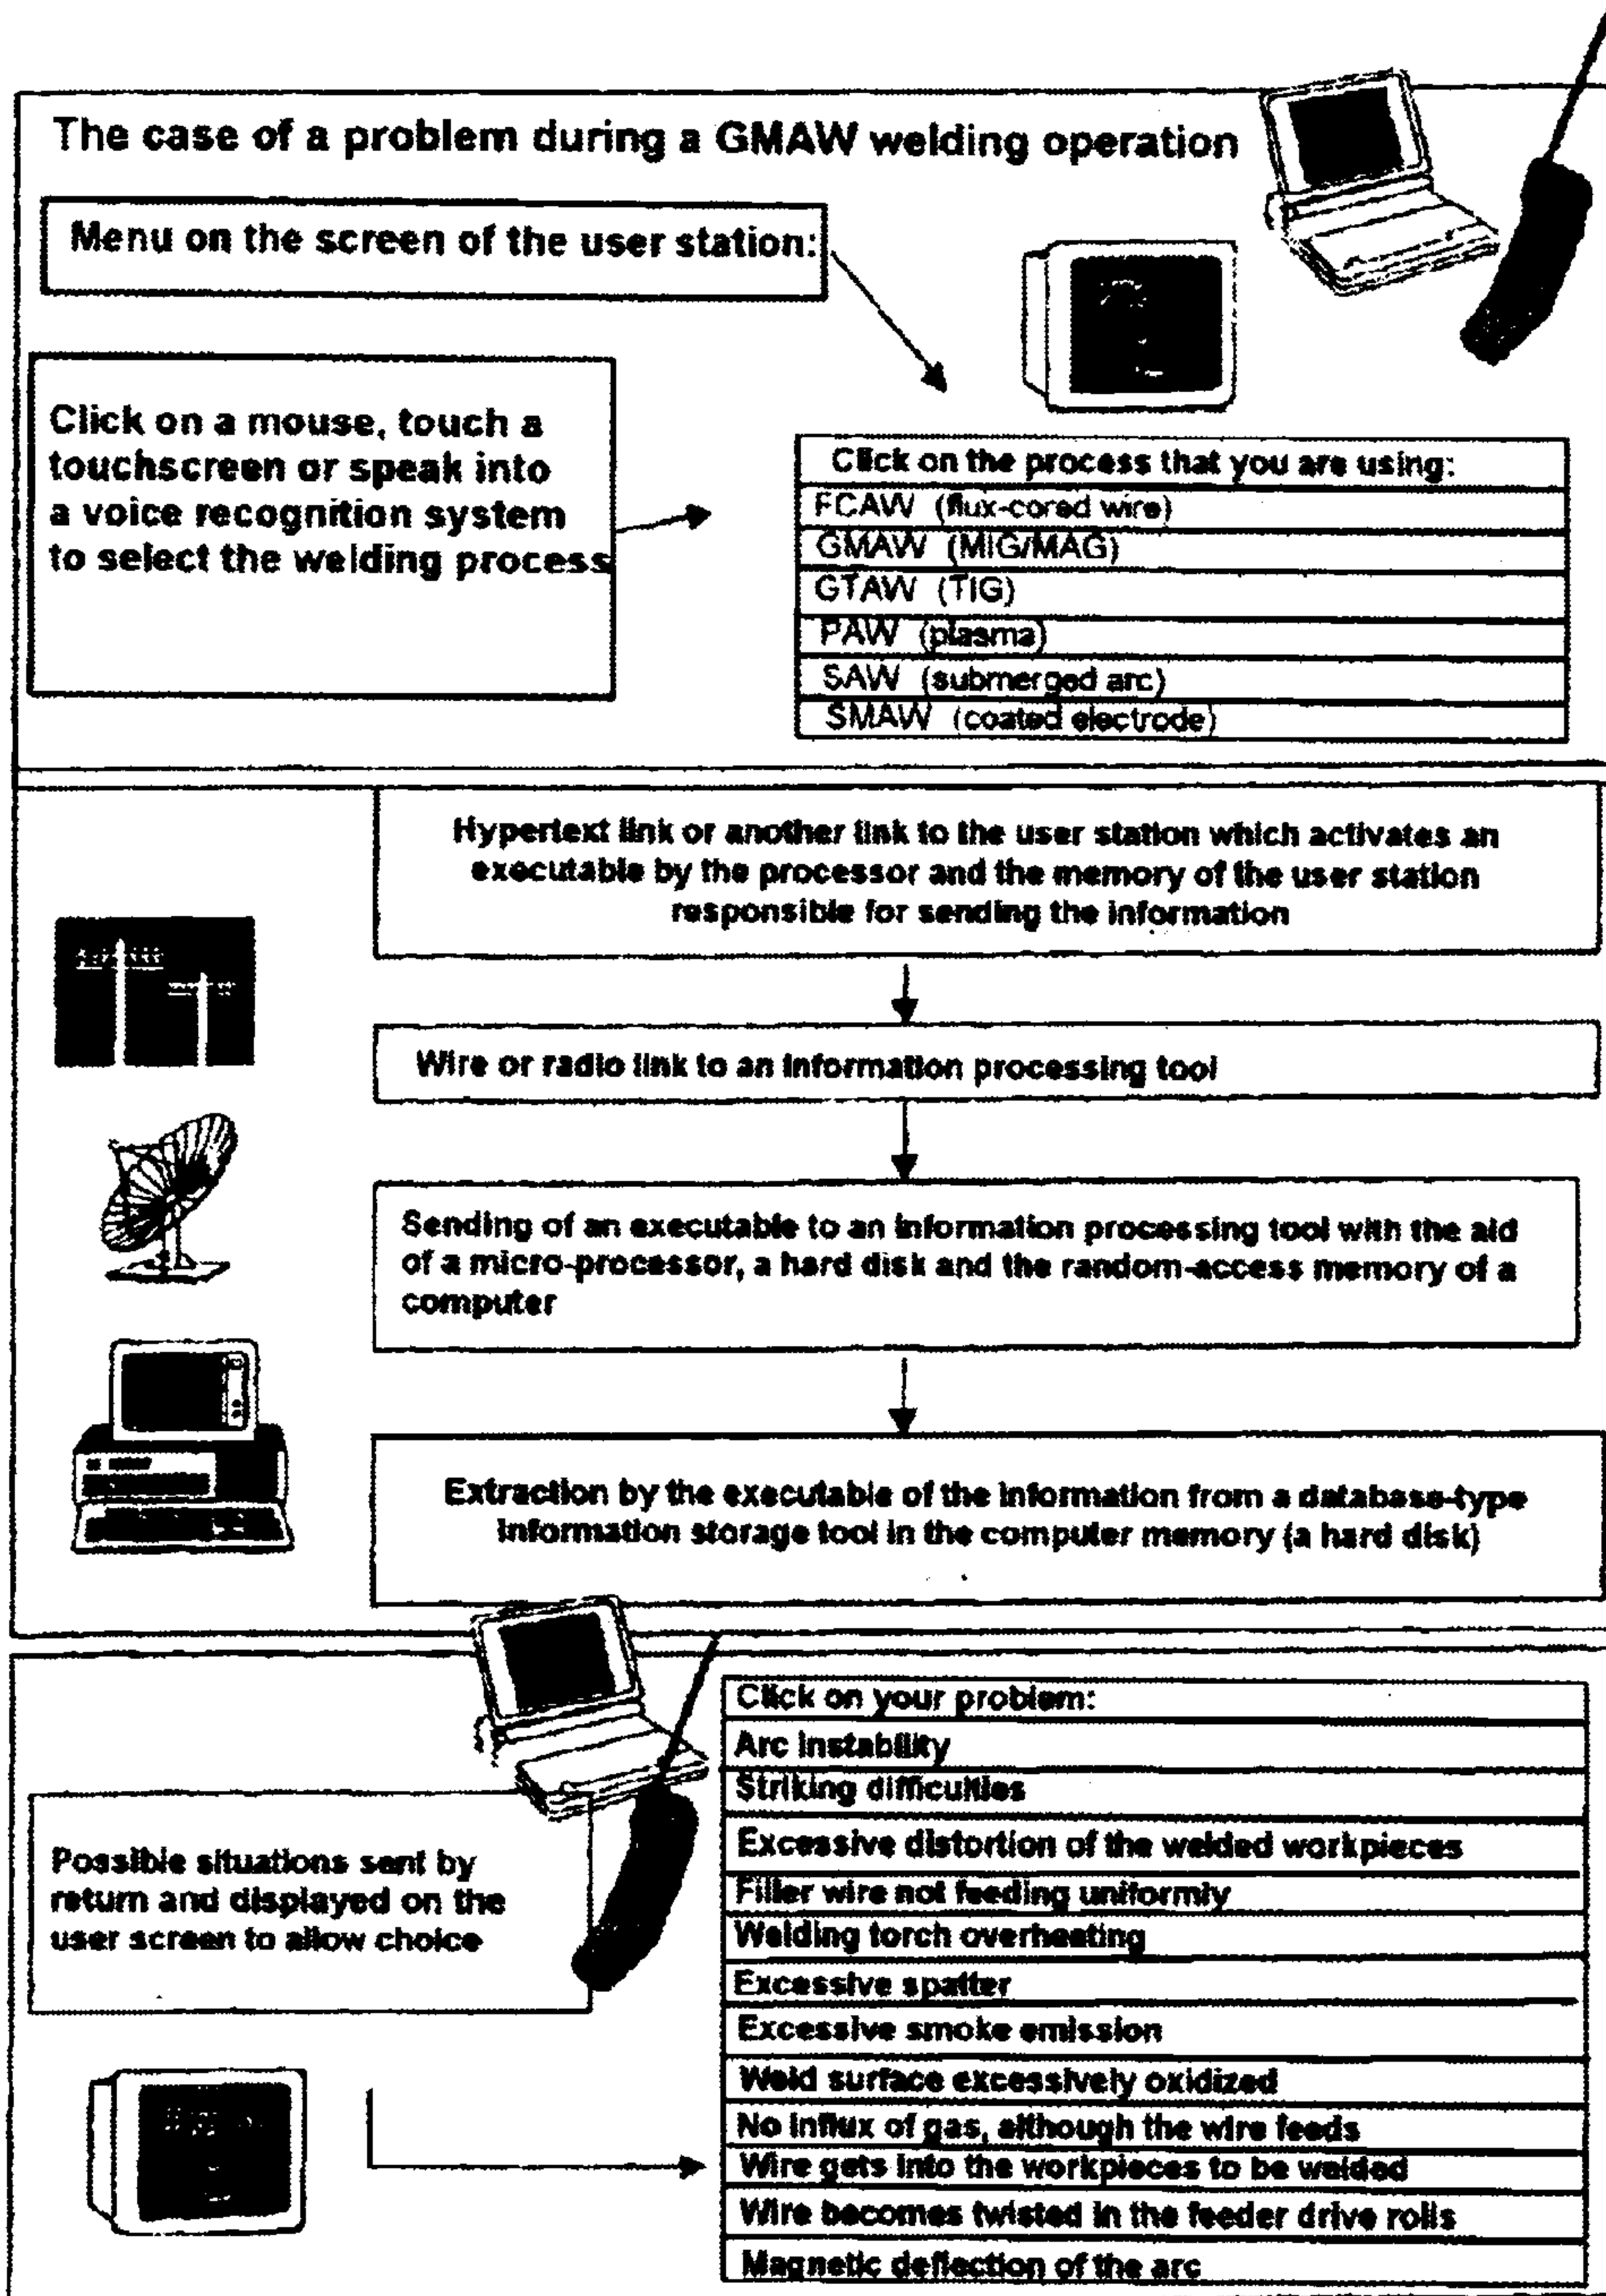 The case of a problem during a GMAW welding operation
Menu on the screen of the user station:
Click on a mouse, touch a
touchscreen or speak into
a voice recognition system
to select the welding process
Click on the process that you are using:
FCAW (flux-cored wire)
GMAW (MIG/MAG)
GTAW (TIG)
PAW (plasma)
SAW (submerged arc)
SMAW (coated electrode)
Hypertext link or another link to the user station which activates an
executable by the processor and the memory of the user station
responsible for sending the information
Wire or radio link to an information processing tool
Sending of an executable to an information processing tool with the aid
of a micro-processor, a hard disk and the random-access memory of a
computer
Extraction by the executable of the information from a database-type
information storage tool in the computer memory (a hard disk)
Possible situations sent by
return and displayed on the
user screen to allow choice
Click on your problem:
Arc instability
Striking difficulties
Excessive distortion of the welded workpieces
Filler wire not feeding uniformly
Welding torch overheating
Excessive spatter
Excessive smoke emission
Weld surface excessively oxidized
No influx of gas, although the wire feeds
Wire gets into the workpieces to be welded
Wire becomes twisted in the feeder drive rolls
Magnetic deflection of the arc